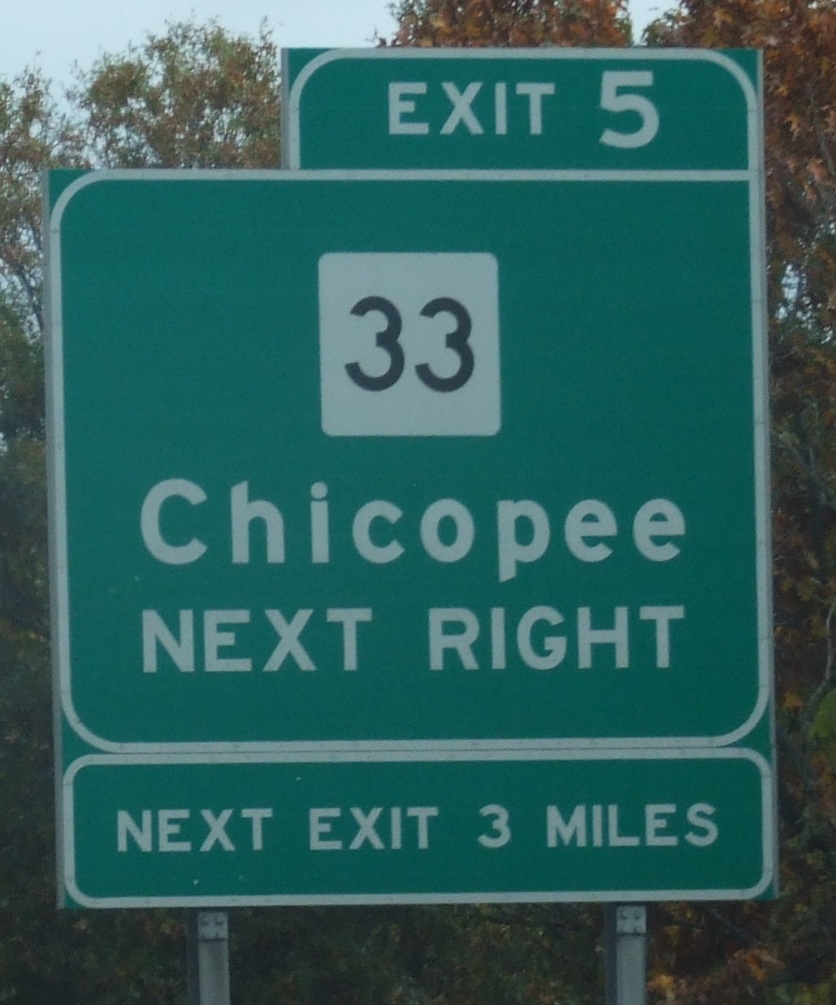 EXIT 5
33
Chicopee
NEXT RIGHT
NEXT EXIT 3 MILES